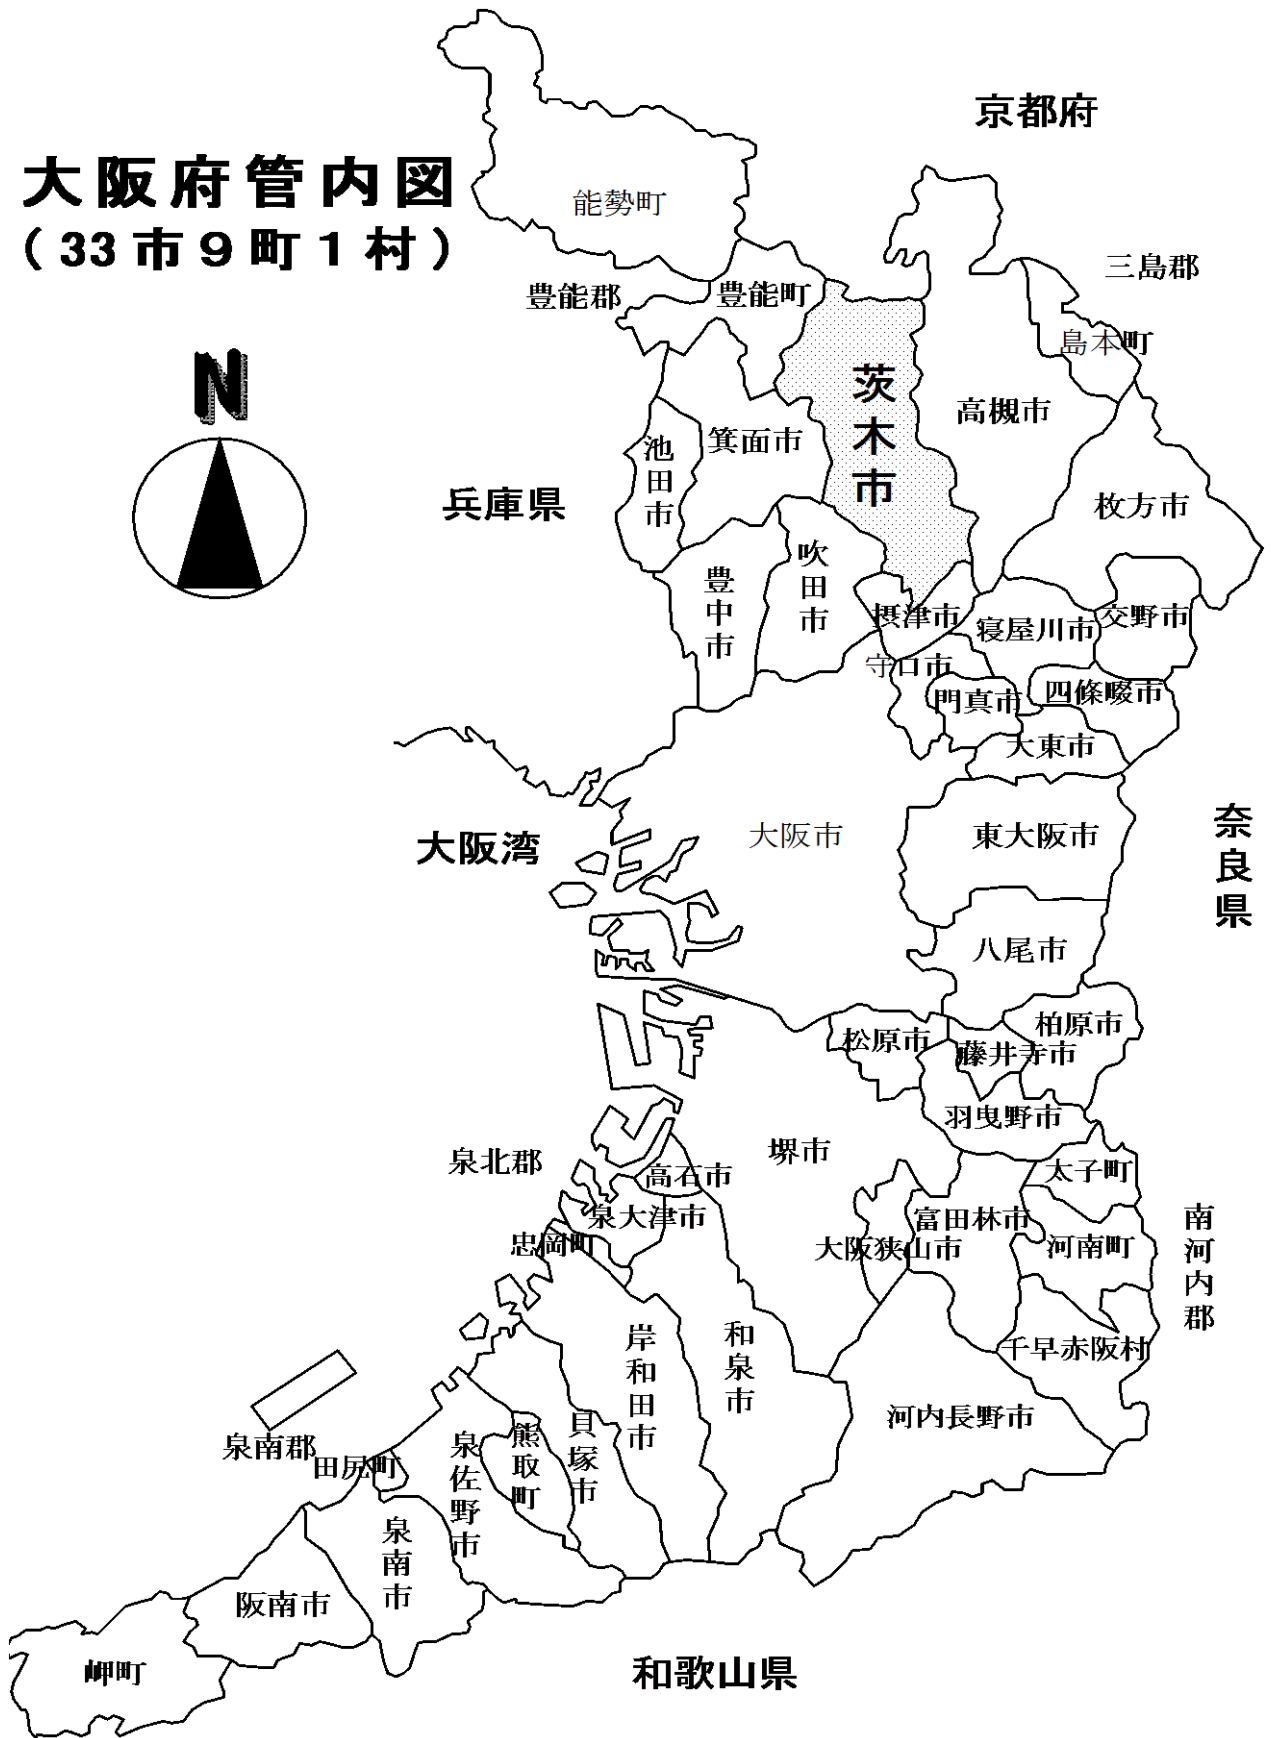 大阪府管内図
（33市９町１村）
N
京都府
能勢町
三島郡
豊能郡
豊能町
島本町
茨木市
高槻市
箕面市
池田市
兵庫県
枚方市
吹田市
豊中市
摂津市
交野市
寝屋川市
守口市
門真市
四條畷市
大東市
大阪市
東大阪市
大阪湾
奈良県
八尾市
柏原市
松原市
藤井寺市
羽曳野市
堺市
泉北郡
高石市
太子町
泉大津市
富田林市
南河内郡
忠岡町
大阪狭山市
河南町
岸和田市
和泉市
千早赤阪村
河内長野市
貝塚市
熊取町
泉佐野市
泉南郡
田尻町
泉南市
阪南市
岬町
和歌山県